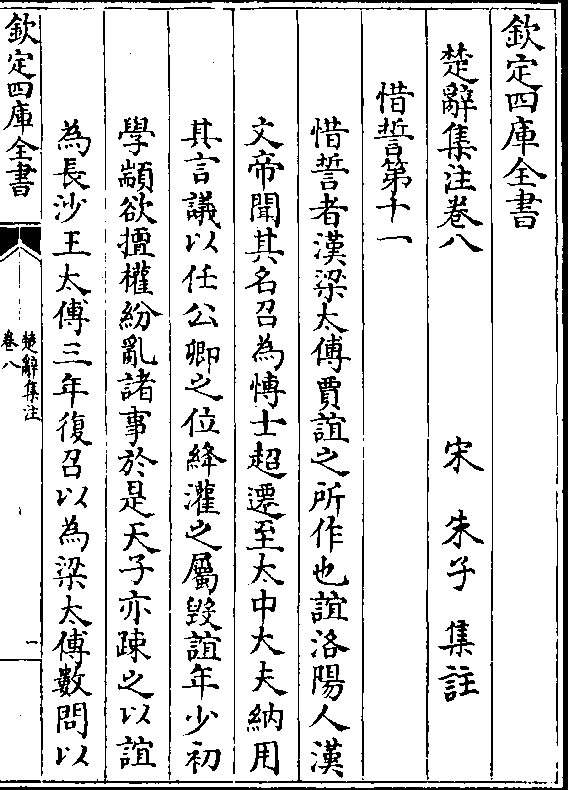 欽定四庫全書
楚辭集注卷八
宋 朱子 集註
惜誓第十一
惜誓者漢梁太傅賈誼之所作也誼洛陽人漢
文帝聞其名召為博士超遷至太中大夫納用
其言議以任公卿之位絳灌之屬毀誼年少初
學顓欲擅權紛亂諸事於是天子亦疎之以誼
為長沙王太傅三年復召以為梁太傅數問以
欽定四庫全書
楚辭集注
卷八
一